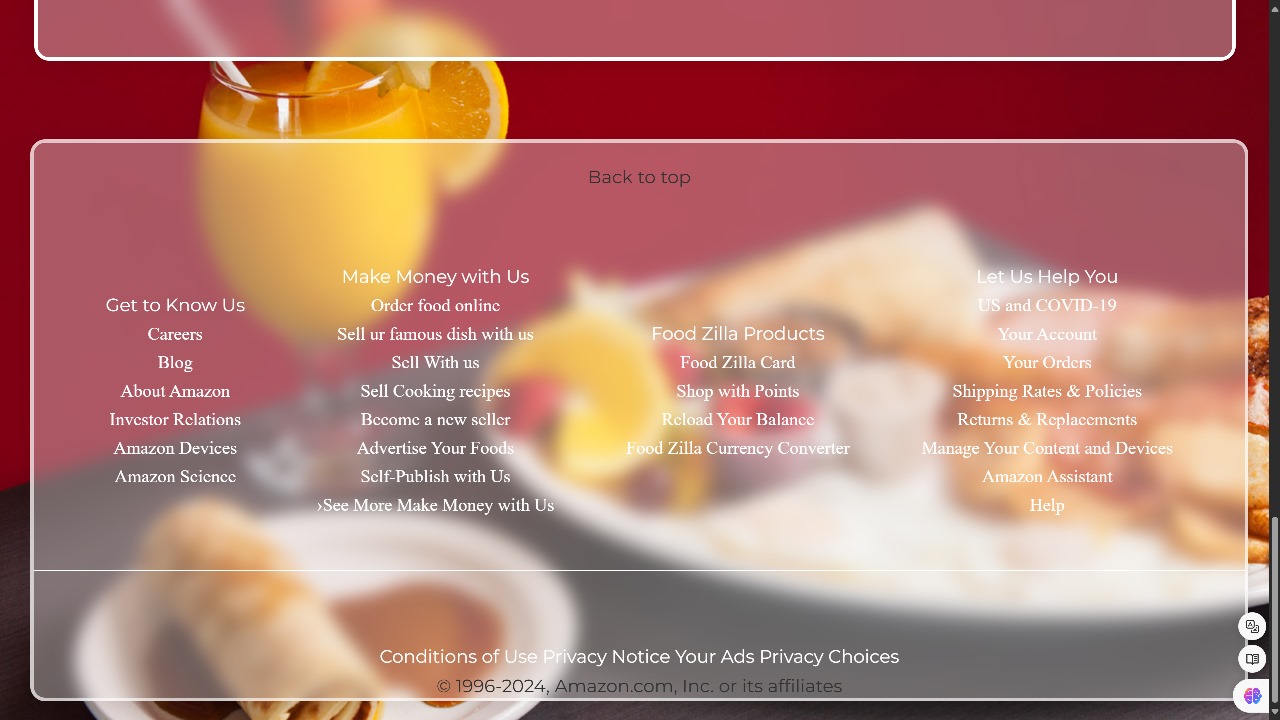 Back to top
Get to Know Us
Careers
Blog
About Amazon
Investor Relations
Amazon Devices
Amazon Science
Make Money with Us
Order food online
Sell ur famous dish with us
Sell With us
Sell Cooking recipes
Become a new seller
Advertise Your Foods
Self-Publish with Us
›See More Make Money with Us
Food Zilla Products
Food Zilla Card
Shop with Points
Reload Your Balance
Food Zilla Currency Converter
Let Us Help You
US and COVID-19
Your Account
Your Orders
Shipping Rates & Policies
Returns & Replacements
Manage Your Content and Devices
Amazon Assistant
Help
Conditions of Use Privacy Notice Your Ads Privacy Choices
© 1996-2024, Amazon.com, Inc. or its affiliates